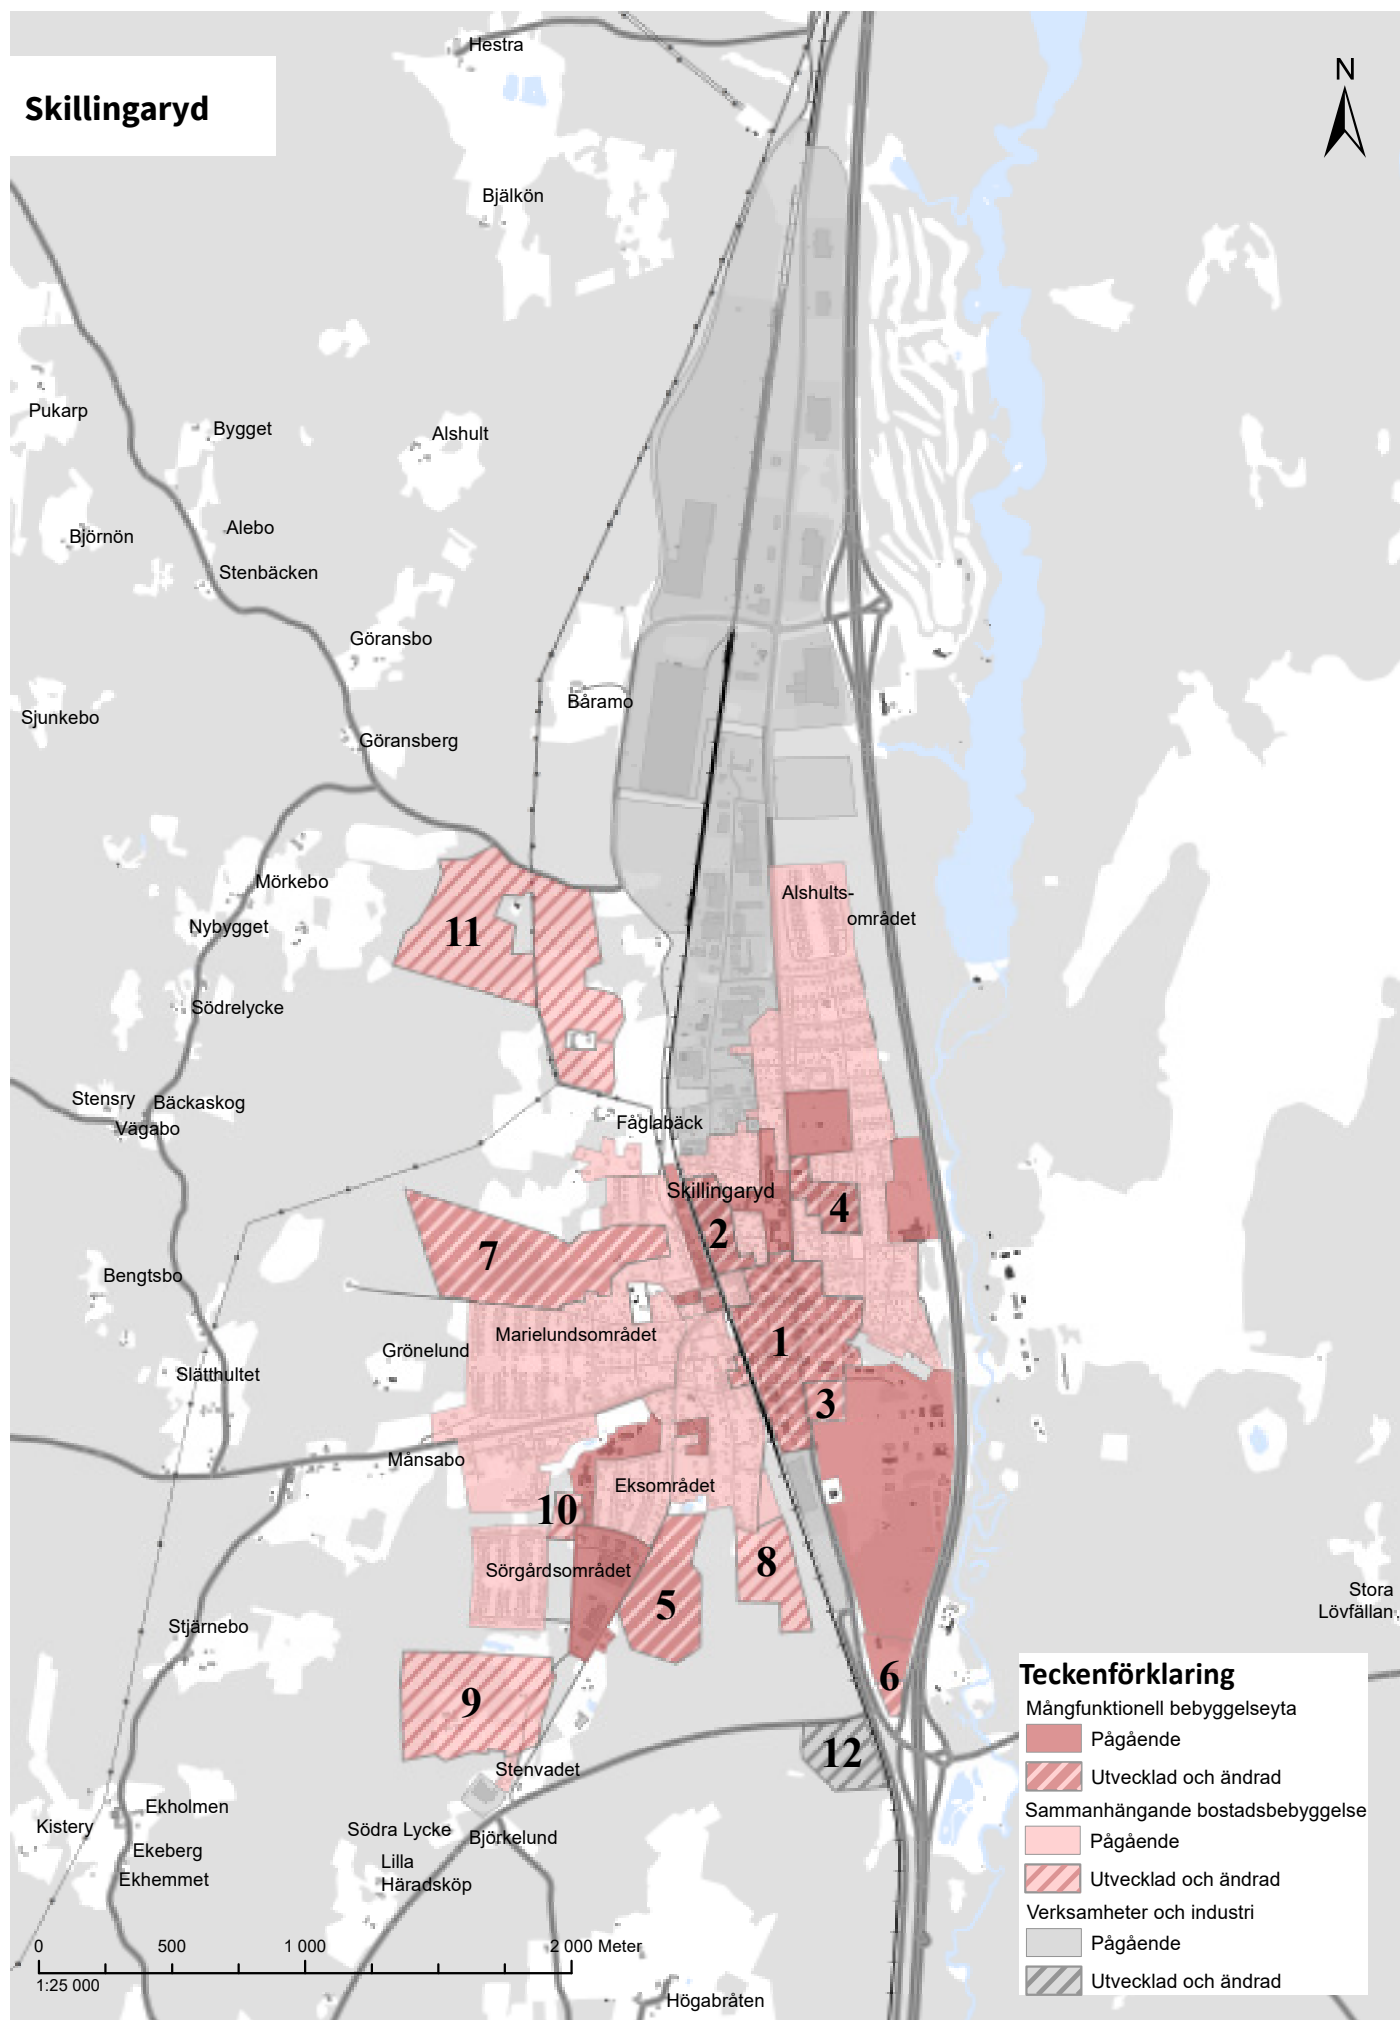 Hestra
N
Skillingaryd
Bjälkön
Pukarp
Bygget
Alshult
Björnön
Alebo
Stenbäcken
Göransbo
Båramo
Sjunkebo
Göransberg
Mörkebo
Alshults-
området
Nybygget
11
Södrelycke
Stensry
Bäckaskog
Vägabo
Fåglabäck
Skillingaryd
4
2
7
Bengtsbo
Marielundsområdet
1
Grönelund
Slätthultet
3
Månsabo
Eksområdet
10
8
Sörgårdsområdet
5
Stora
Lövfällan
Stjärnebo
6
9
12
Stenvadet
Ekholmen
Kistery
Södra Lycke
Björkelund
Ekeberg
Lilla
Häradsköp
Ekhemmet
Teckenförklaring
Mångfunktionell bebyggelseyta
Pågående
Utvecklad och ändrad
Sammanhängande bostadsbebyggelse
Pågående
Utvecklad och ändrad
Verksamheter och industri
Pågående
Utvecklad och ändrad
0 500 1 000 2 000 Meter
1:25 000
Högabråten